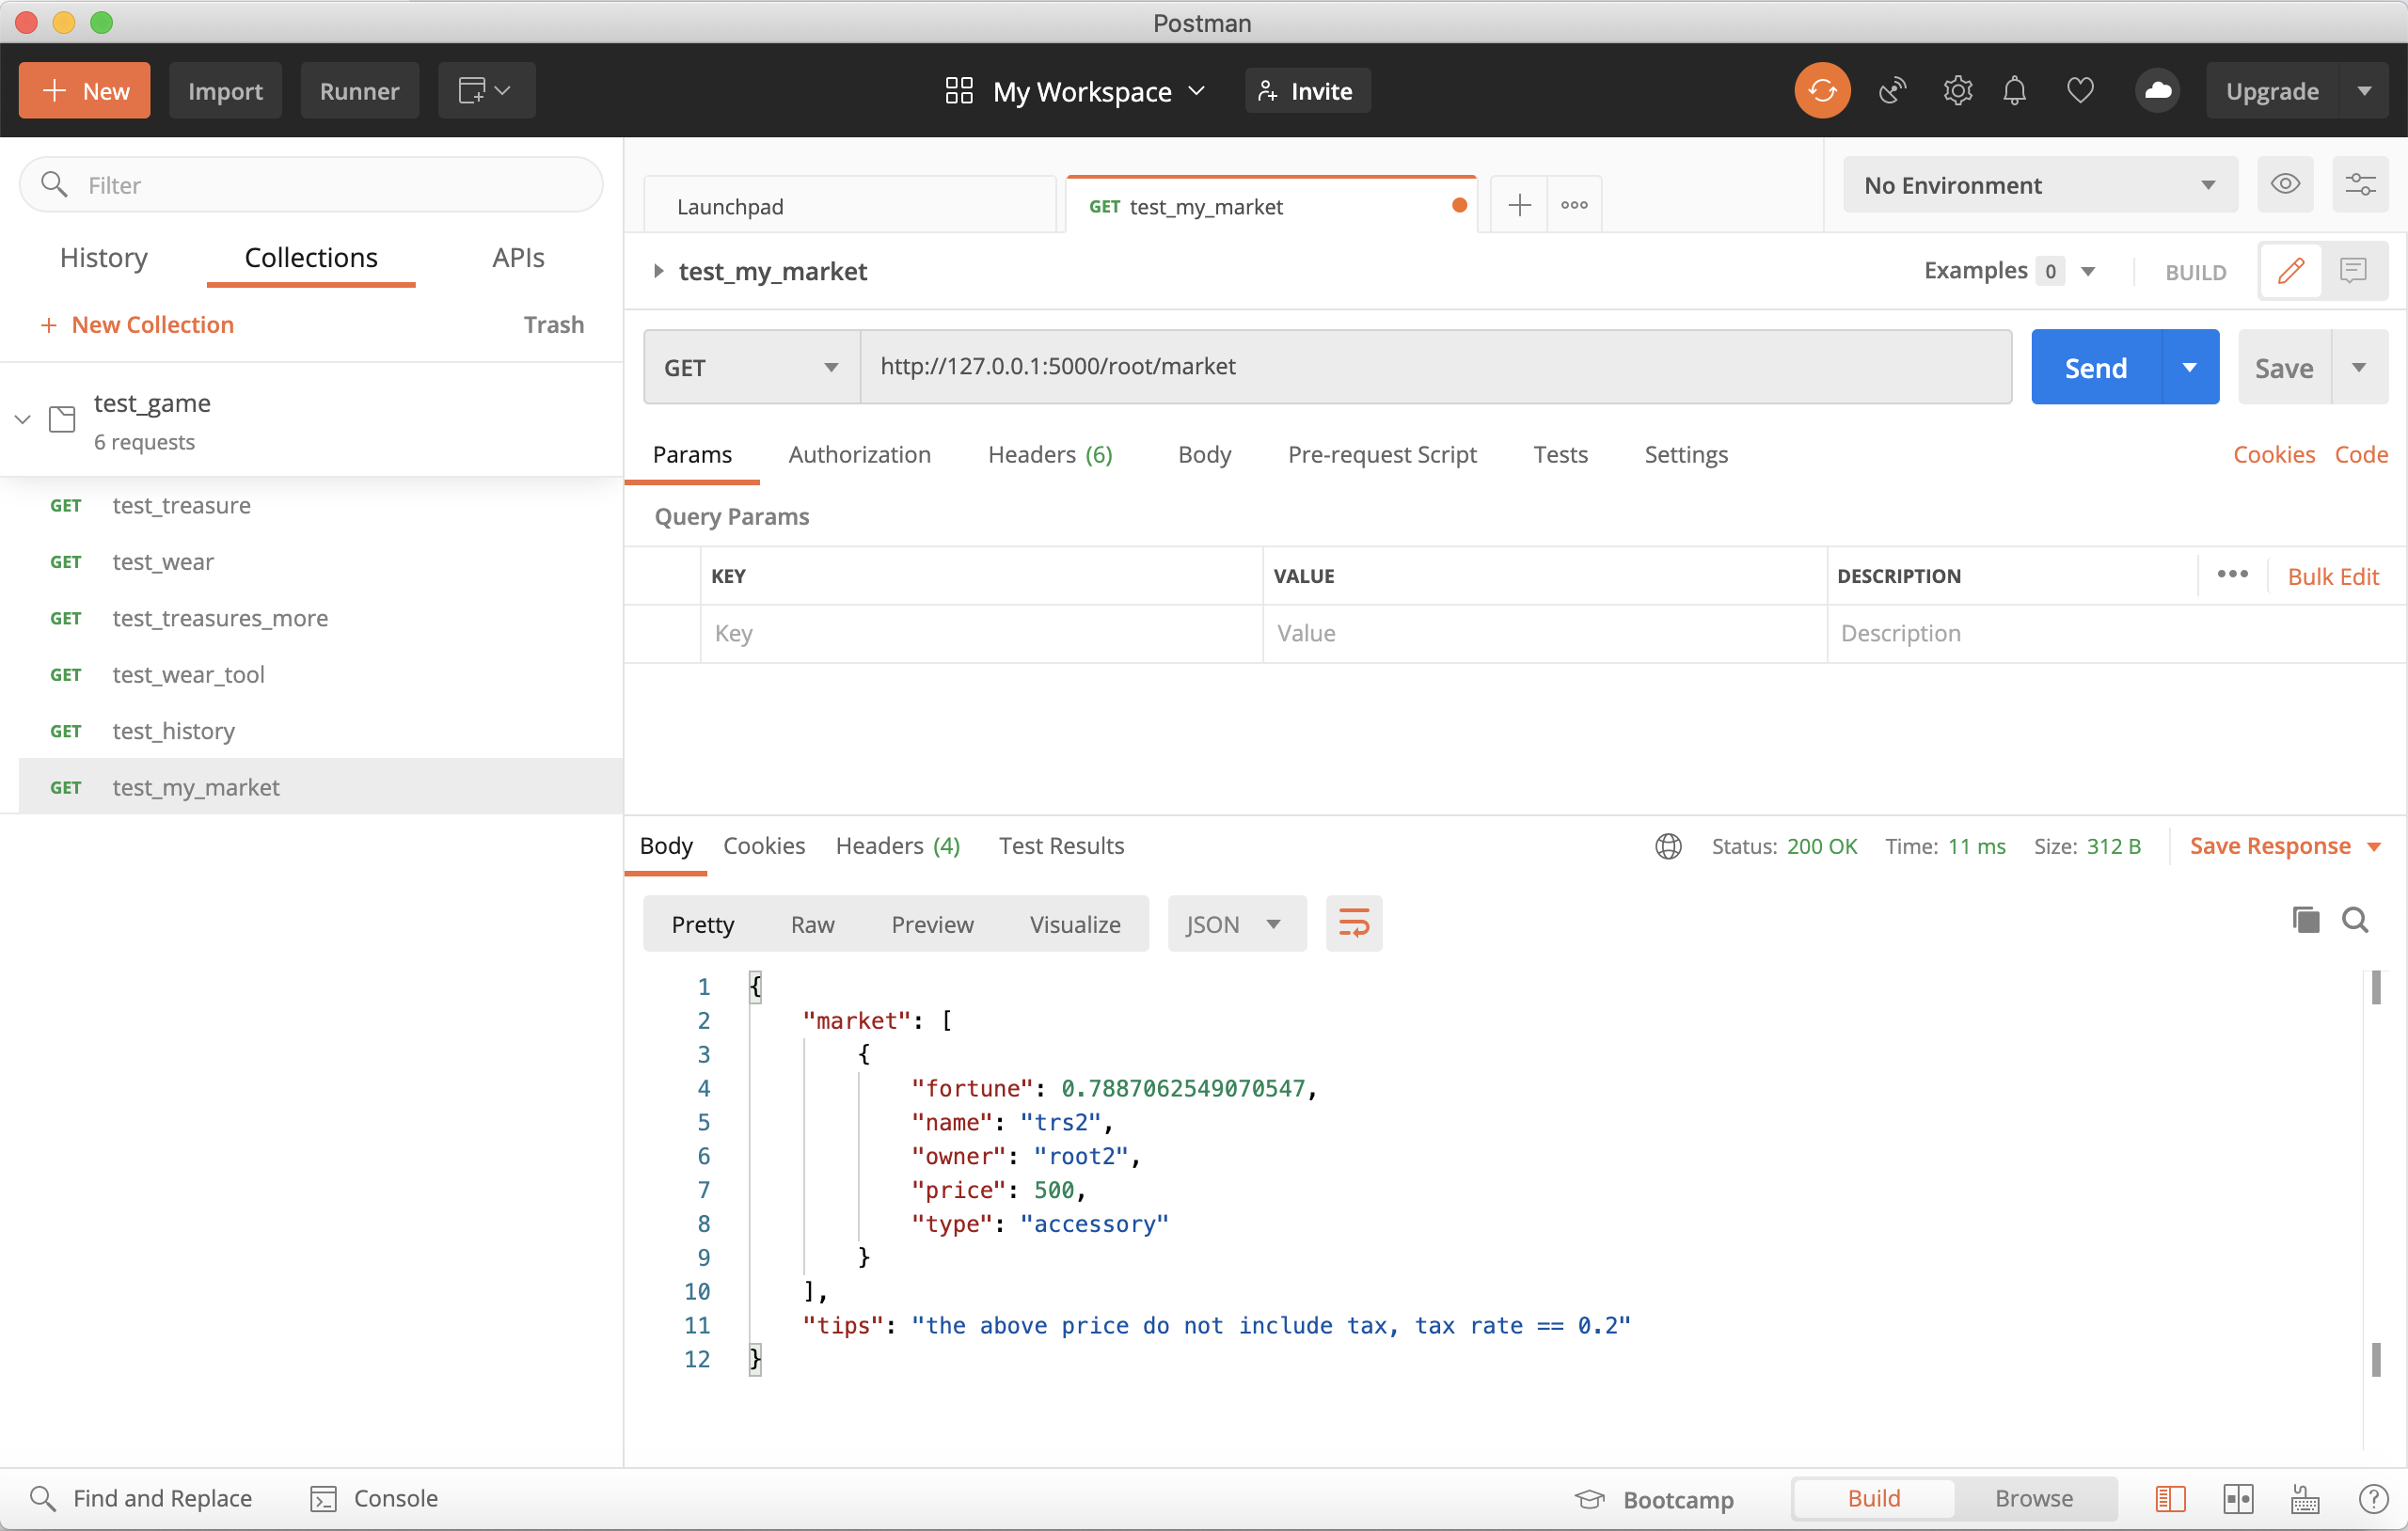 Postman
New
Import
Runner
My Workspace
Invite
Upgrade
Filter
History
Collections
APIs
+ New Collection
Trash
test_game
6 requests
GET test_treasure
GET test_wear
GET test_treasures_more
GET test_wear_tool
GET test_history
GET test_my_market
Launchpad
GET test_my_market
No Environment
test_my_market
Examples 0
BUILD
GET
http://127.0.0.1:5000/root/market
Send
Save
Params
Authorization
Headers (6)
Body
Pre-request Script
Tests
Settings
Cookies
Code
Query Params
KEY
VALUE
DESCRIPTION
Bulk Edit
Key
Value
Description
Body
Cookies
Headers (4)
Test Results
Status: 200 OK
Time: 11 ms
Size: 312 B
Save Response
Pretty
Raw
Preview
Visualize
JSON
1 {
2 "market": [
3 {
4 "fortune": 0.7887062549070547,
5 "name": "trs2",
6 "owner": "root2",
7 "price": 500,
8 "type": "accessory"
9 }
10 ],
11 "tips": "the above price do not include tax, tax rate == 0.2"
12 }
Find and Replace
Console
Bootcamp
Build
Browse